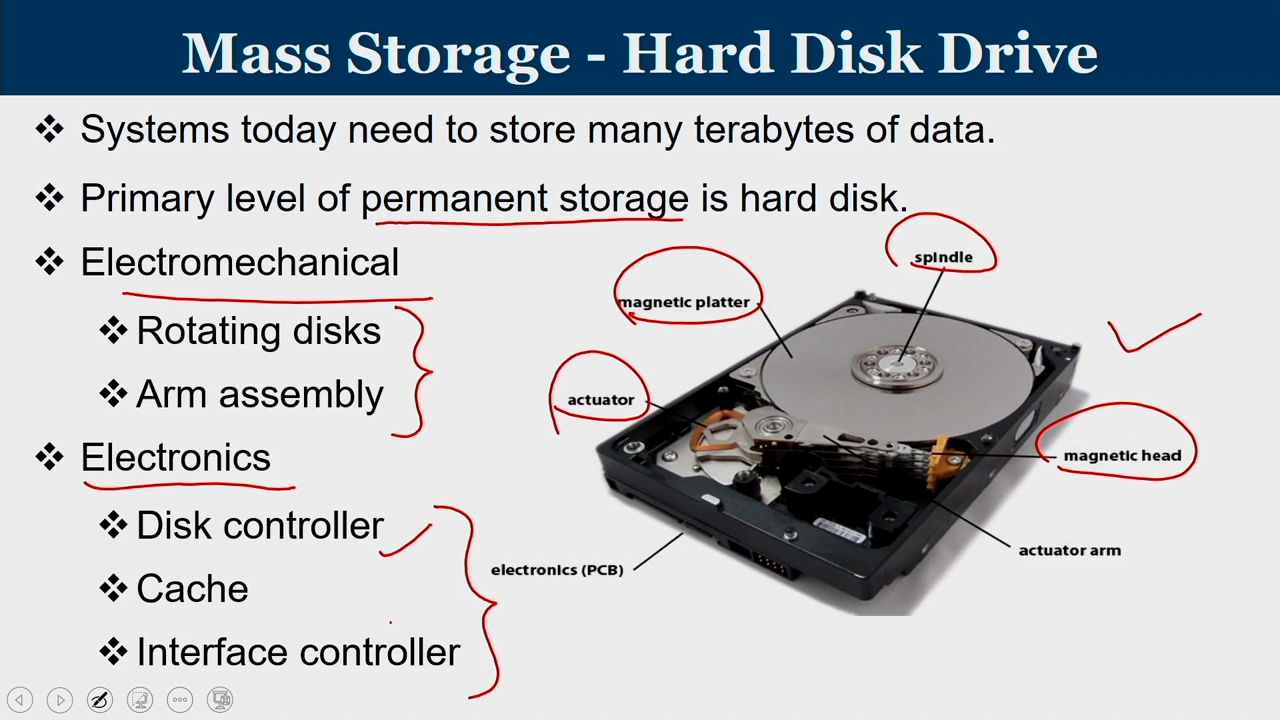 Mass Storage - Hard Disk Drive
Systems today need to store many terabytes of data.
Primary level of permanent storage is hard disk.
Electromechanical
Rotating disks
Arm assembly
Electronics
Disk controller
Cache
Interface controller
spindle
magnetic platter
actuator
magnetic head
actuator arm
electronics (PCB)